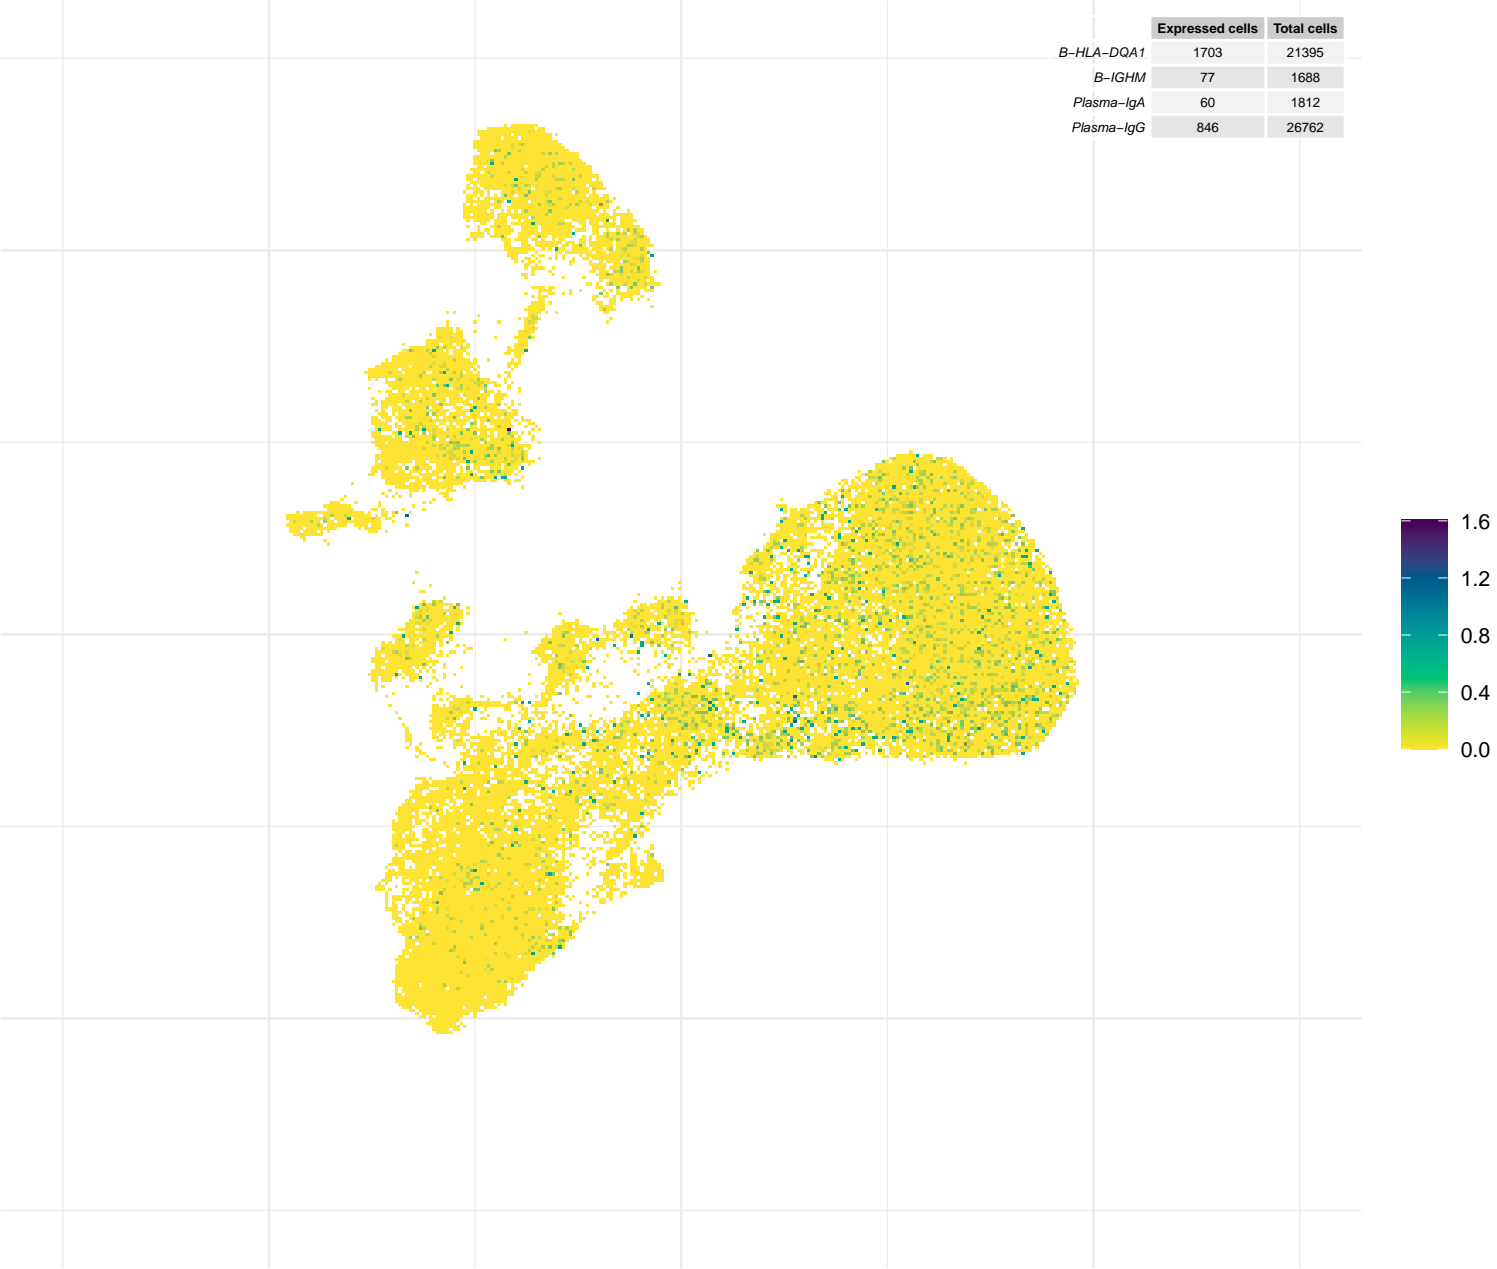 Expressed cells Total cells
B−HLA−DQA1 1703 21395
B−IGHM 77 1688
Plasma−IgA 60 1812
Plasma−IgG 846 26762
1.6
1.2
0.8
0.4
0.0